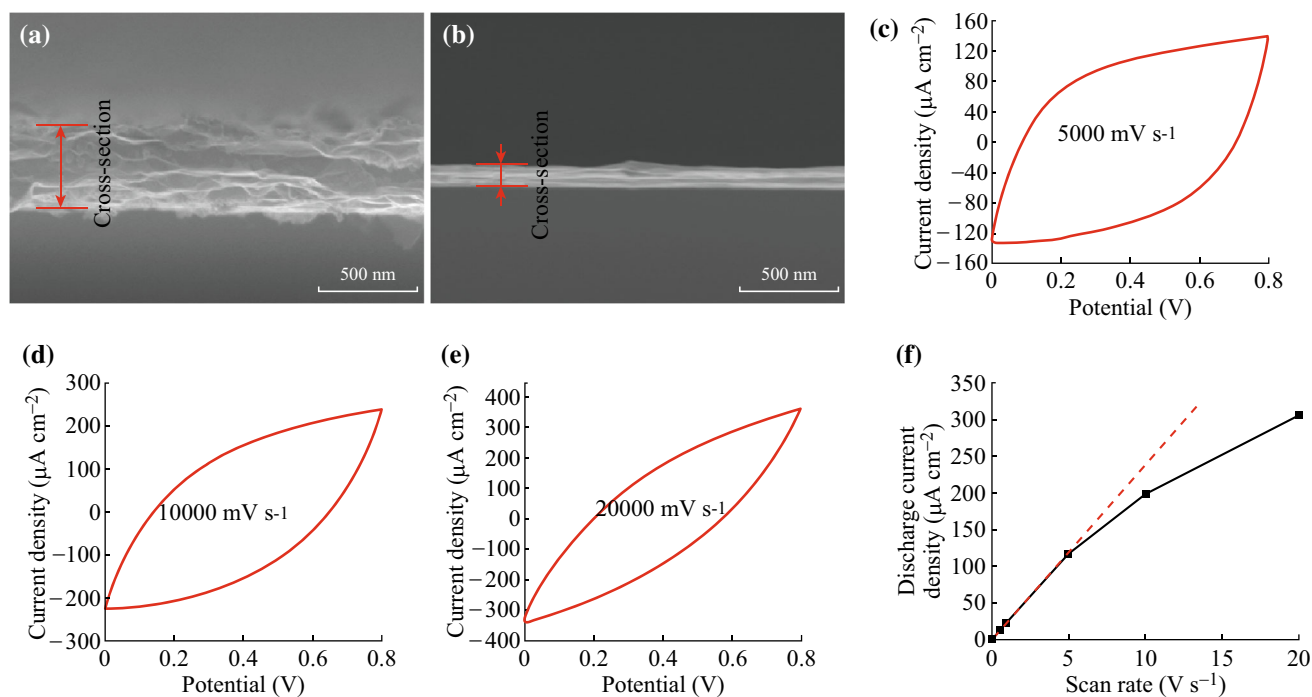 (a)
Cross-section
500 nm
(b)
Cross-section
500 nm
(c)
Current density (μA cm⁻²)
160
120
80
40
0
−40
−80
−120
−160
5000 mV s-1
0
0.2
0.4
0.6
0.8
Potential (V)
(d)
Current density (μA cm⁻²)
300
200
100
0
−100
−200
−300
10000 mV s-1
0
0.2
0.4
0.6
0.8
Potential (V)
(e)
Current density (μA cm⁻²)
400
300
200
100
0
−100
−200
−300
−400
20000 mV s-1
0
0.2
0.4
0.6
0.8
Potential (V)
(f)
Discharge current
density (μA cm⁻²)
350
300
250
200
150
100
50
0
0
5
10
15
20
Scan rate (V s⁻¹)